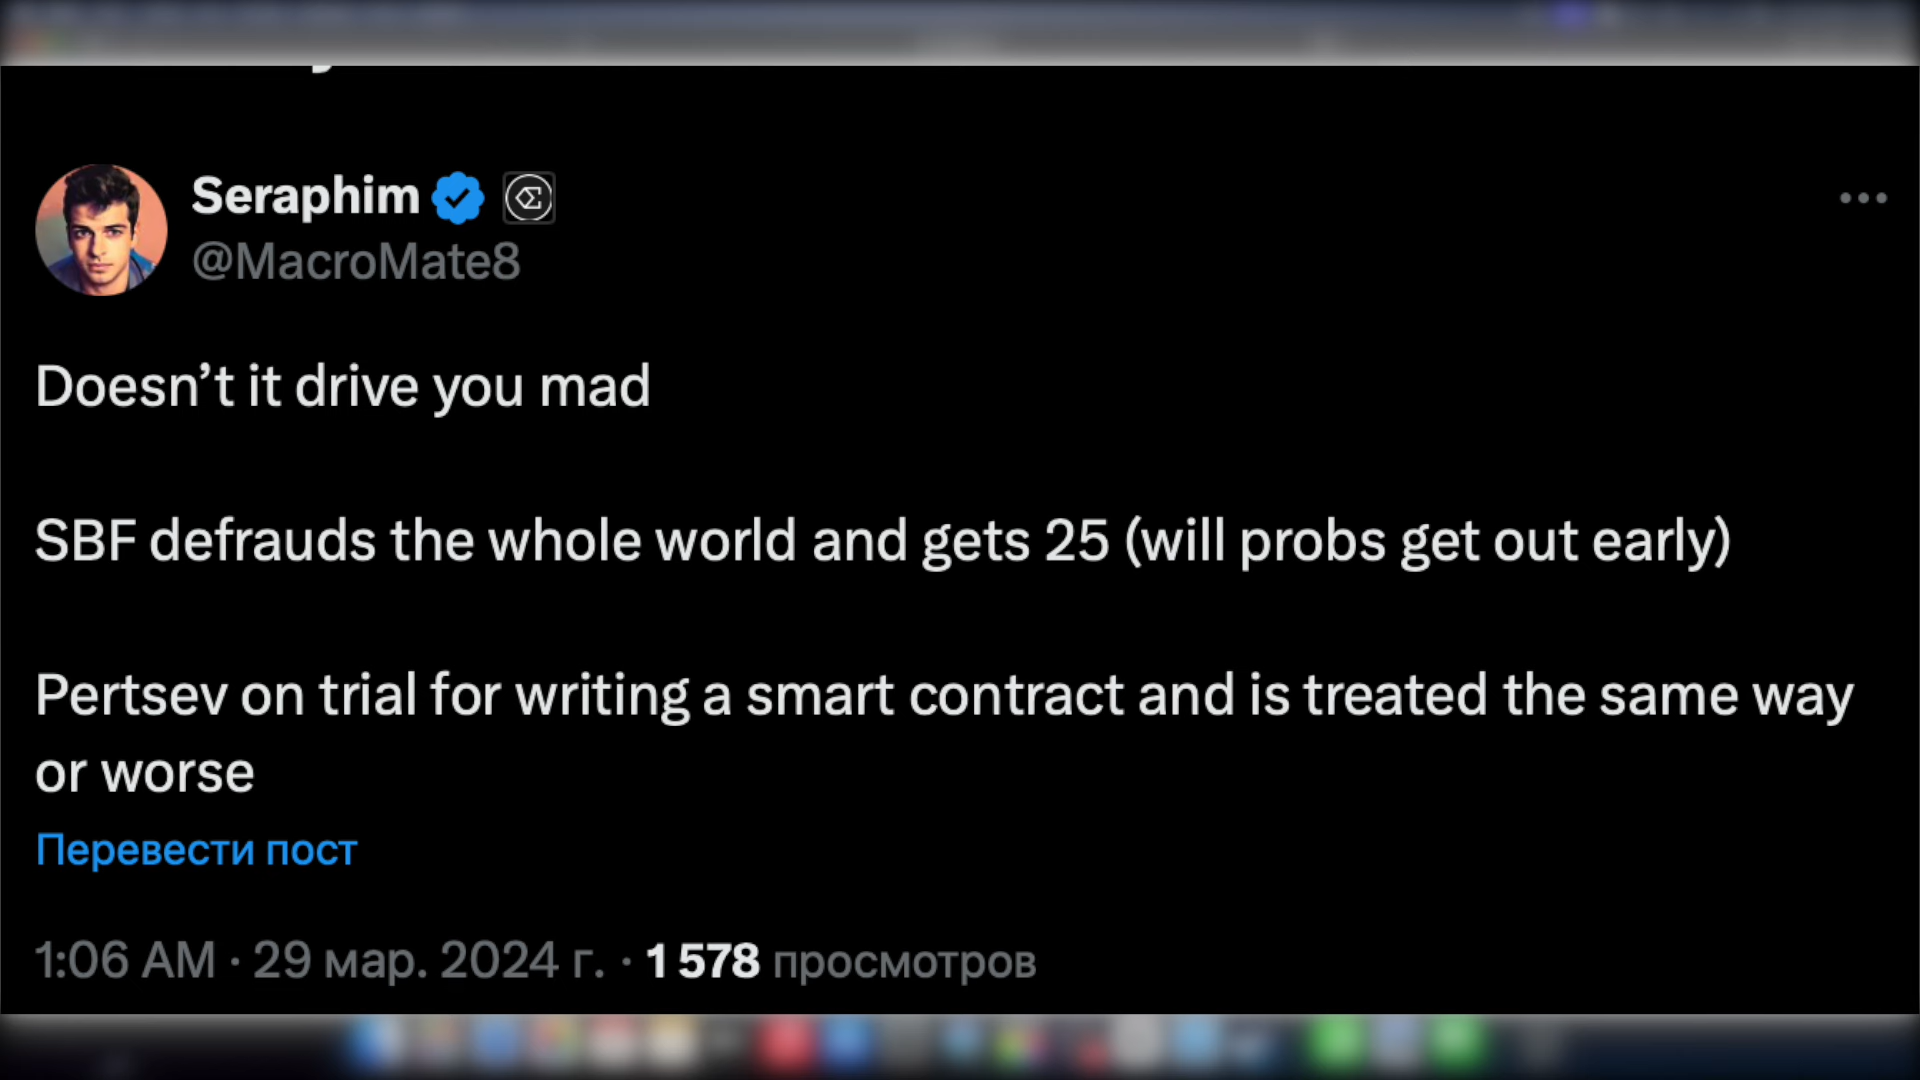 Seraphim
@MacroMate8
Doesn’t it drive you mad
SBF defrauds the whole world and gets 25 (will probs get out early)
Pertsev on trial for writing a smart contract and is treated the same way
or worse
Перевести пост
1:06 AM · 29 мар. 2024 г. · 1 578 просмотров